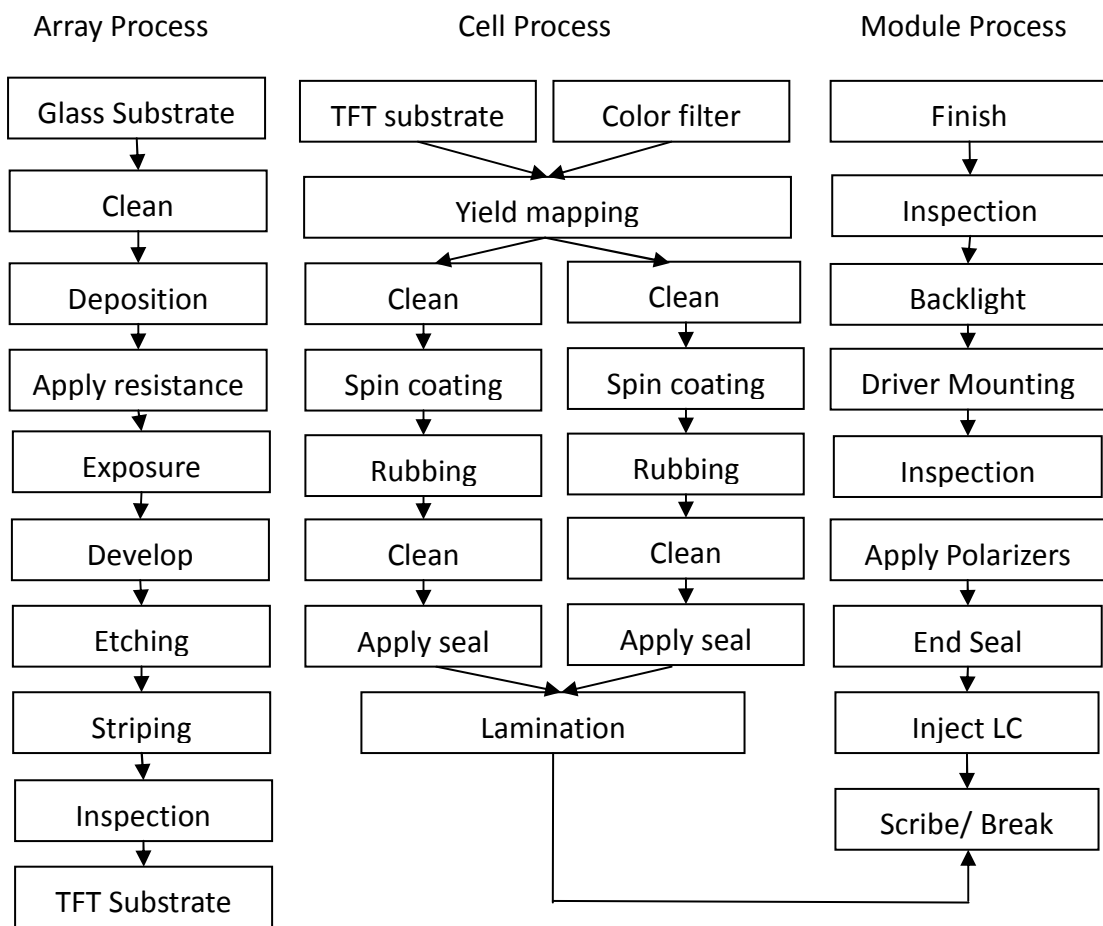 Array Process
Glass Substrate
Clean
Deposition
Apply resistance
Exposure
Develop
Etching
Striping
Inspection
TFT Substrate
Cell Process
TFT substrate
Color filter
Yield mapping
Clean
Spin coating
Rubbing
Clean
Apply seal
Clean
Spin coating
Rubbing
Clean
Apply seal
Lamination
Module Process
Finish
Inspection
Backlight
Driver Mounting
Inspection
Apply Polarizers
End Seal
Inject LC
Scribe/ Break